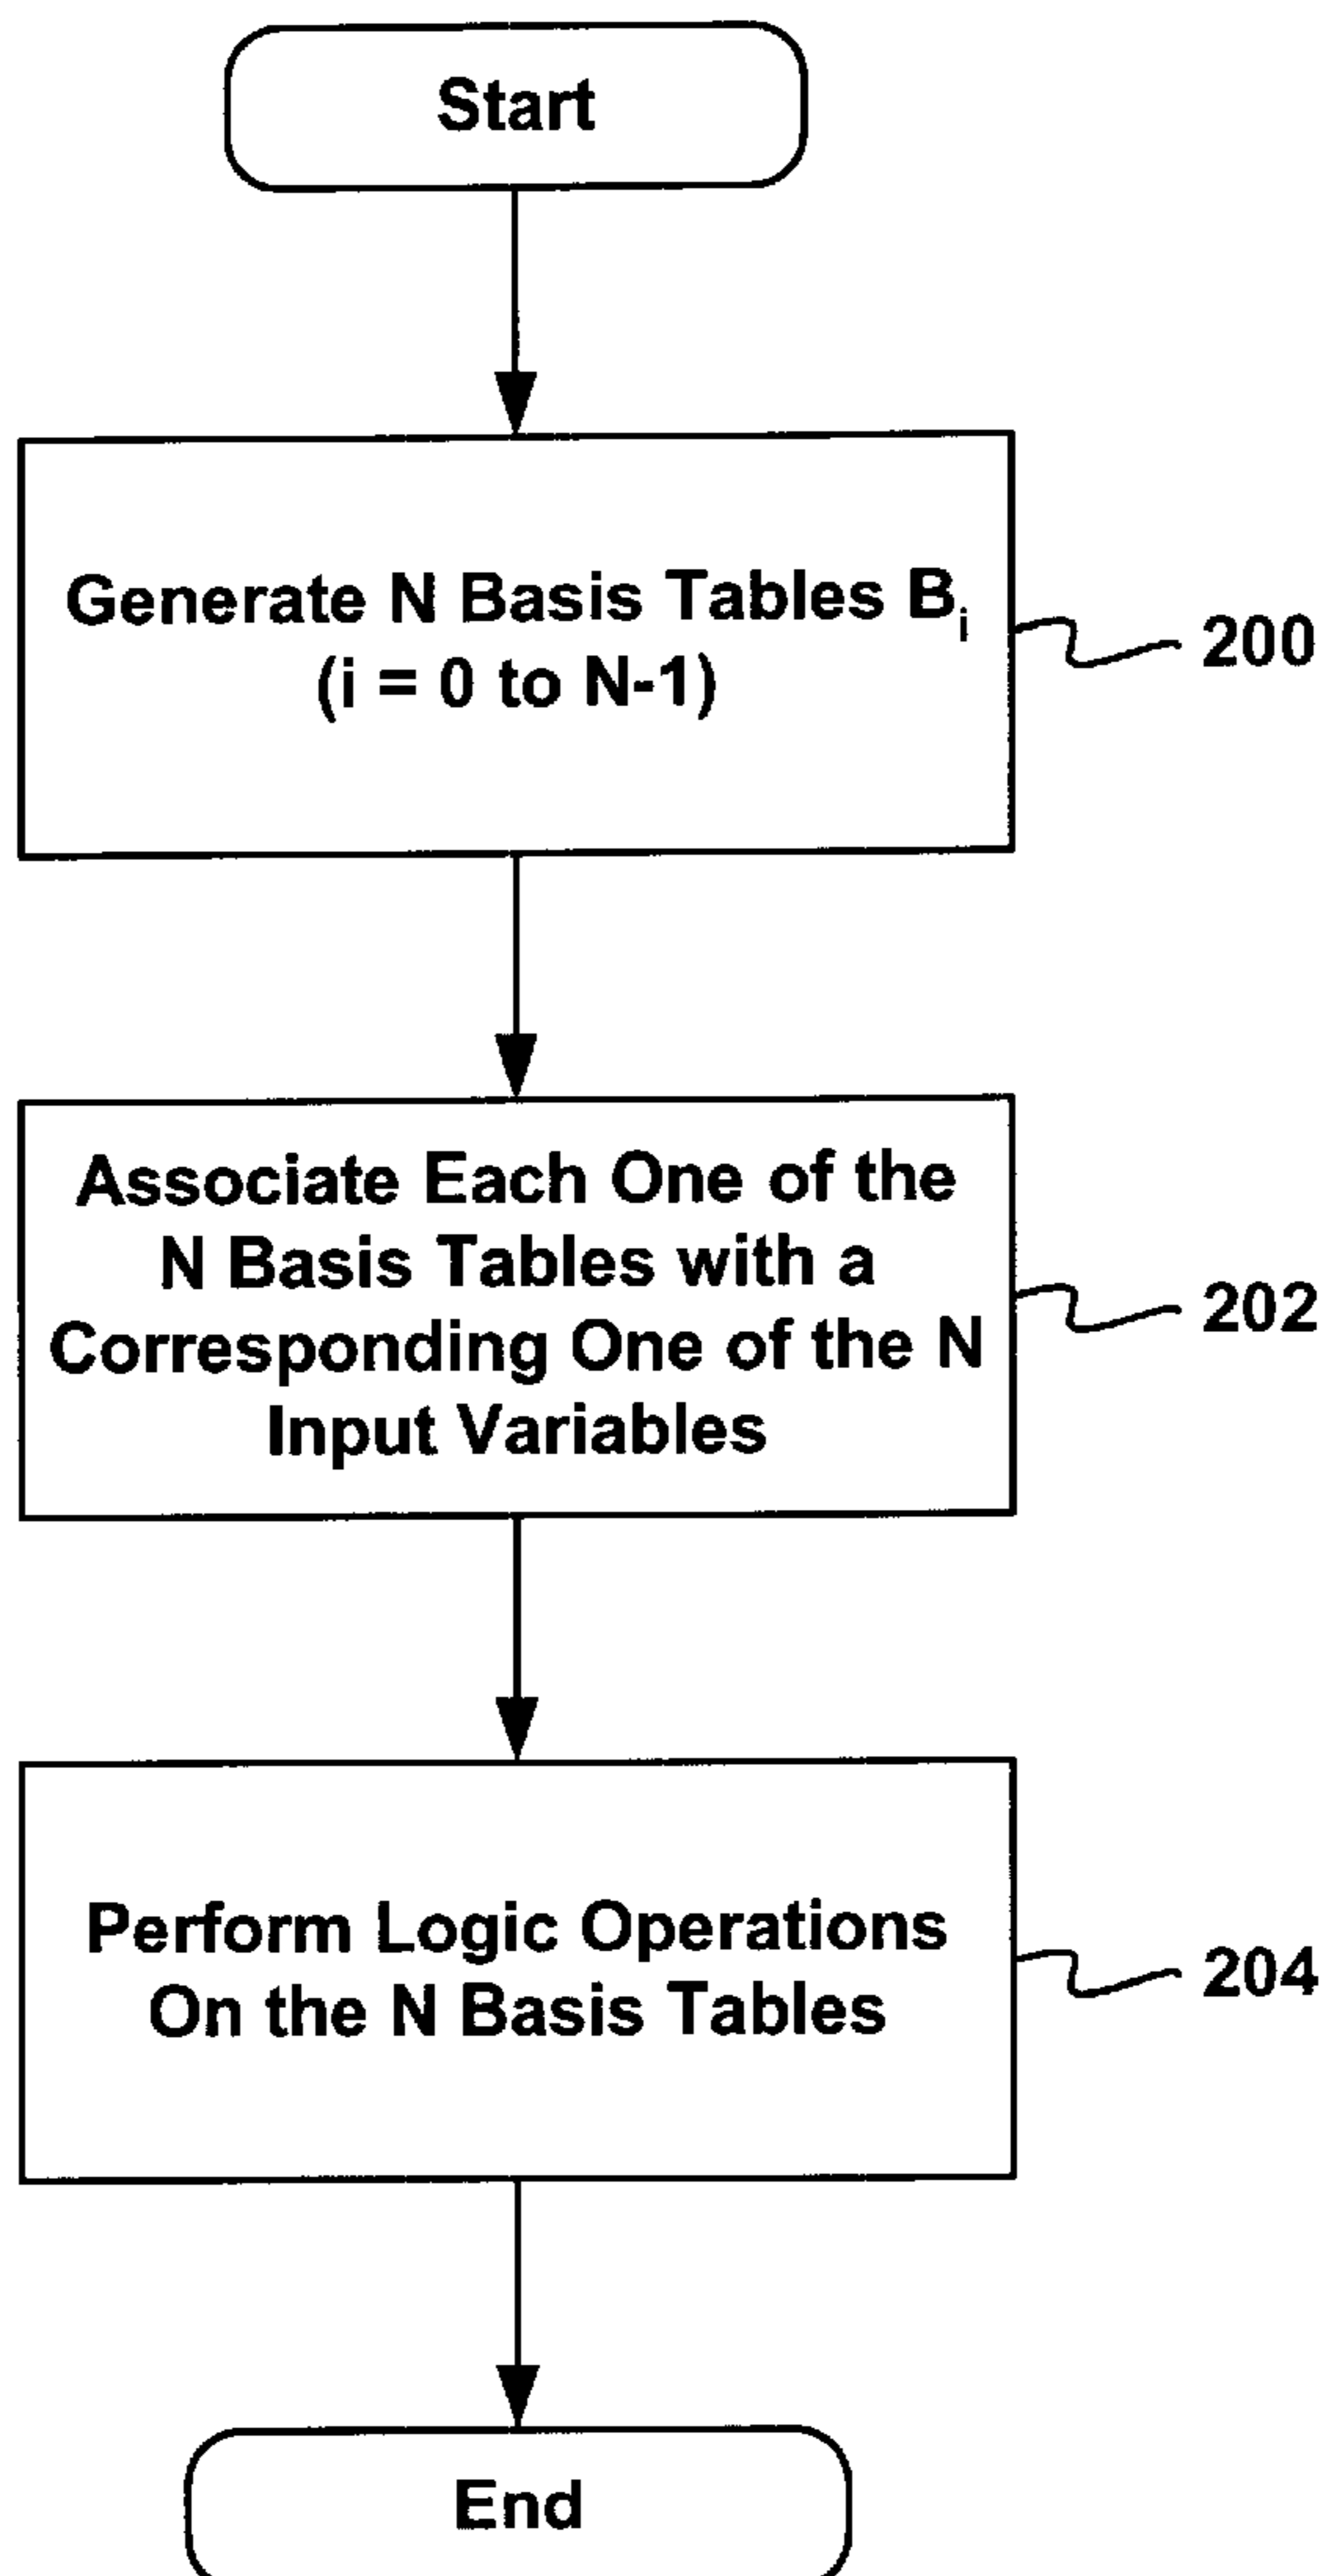 Start
Generate N Basis Tables Bᵢ
(i = 0 to N-1)
200
Associate Each One of the
N Basis Tables with a
Corresponding One of the N
Input Variables
202
Perform Logic Operations
On the N Basis Tables
204
End